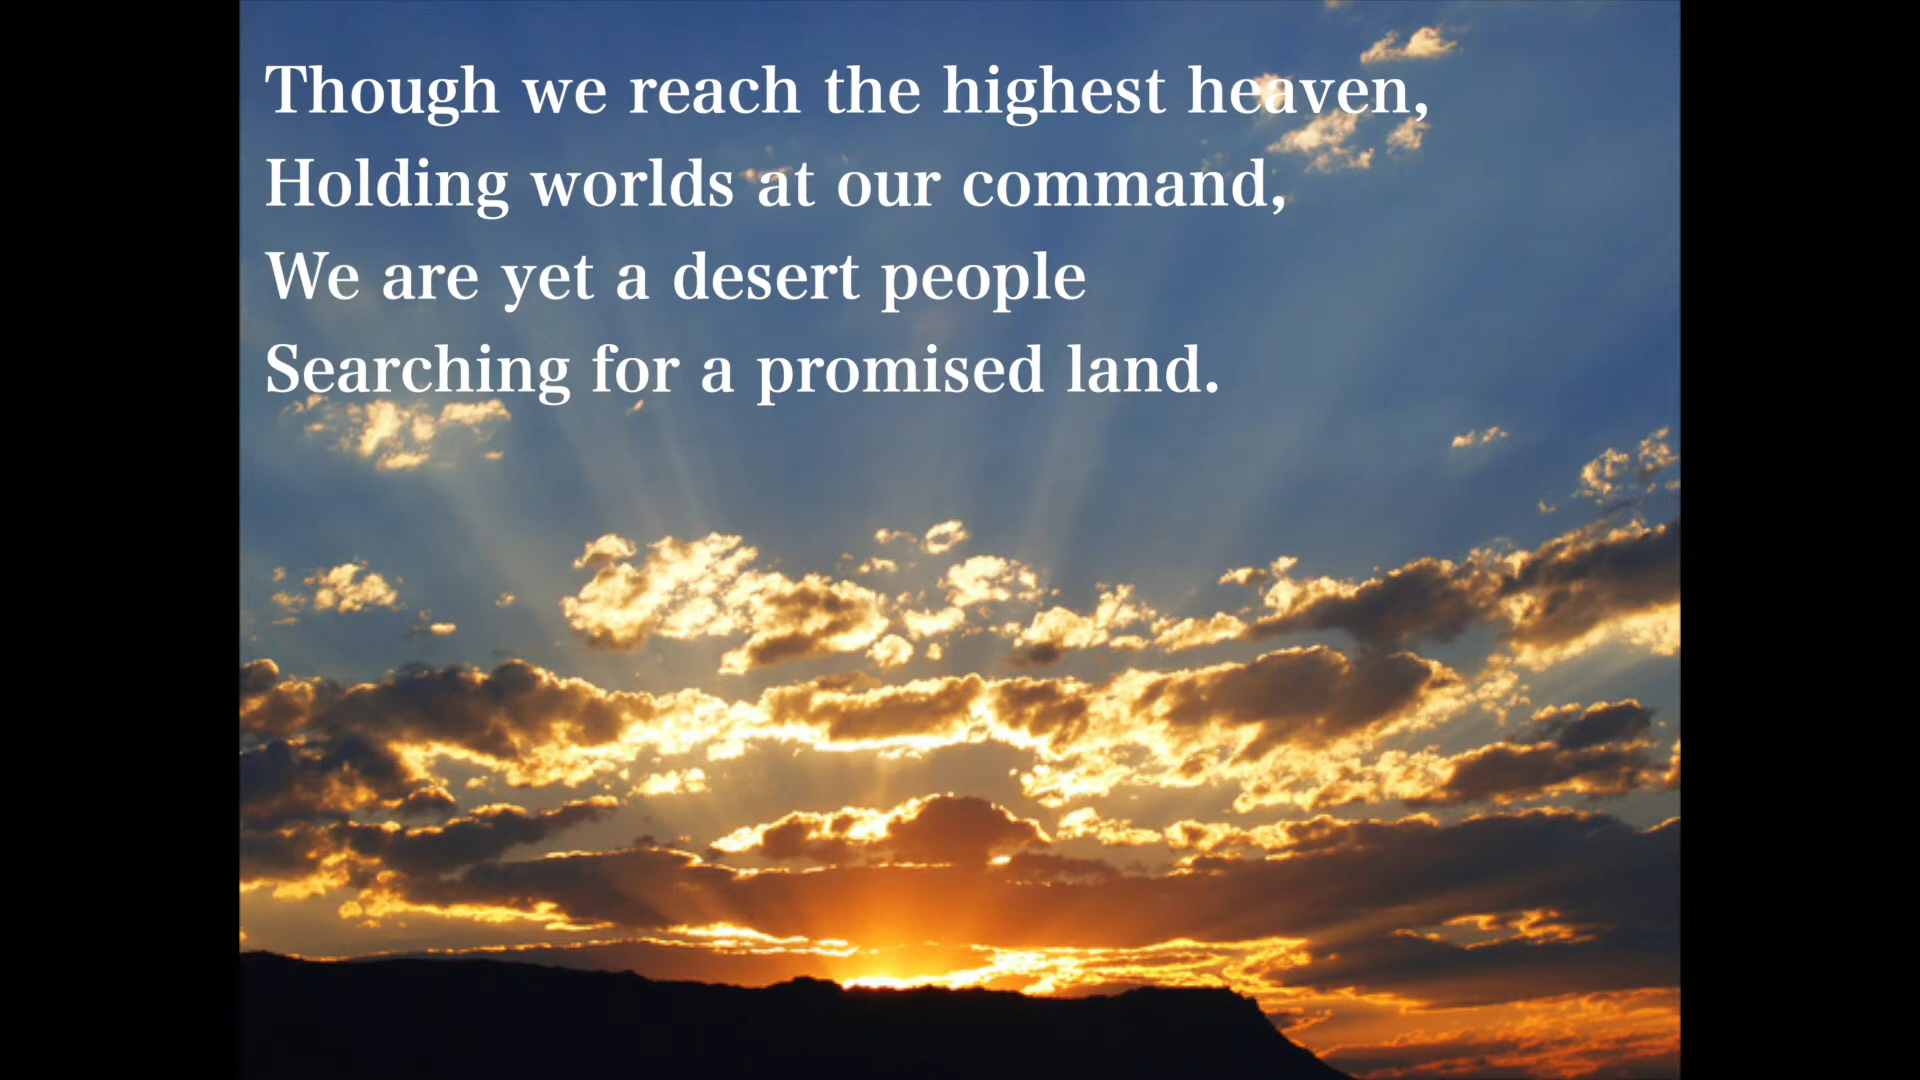 Though we reach the highest heaven,
Holding worlds at our command,
We are yet a desert people
Searching for a promised land.